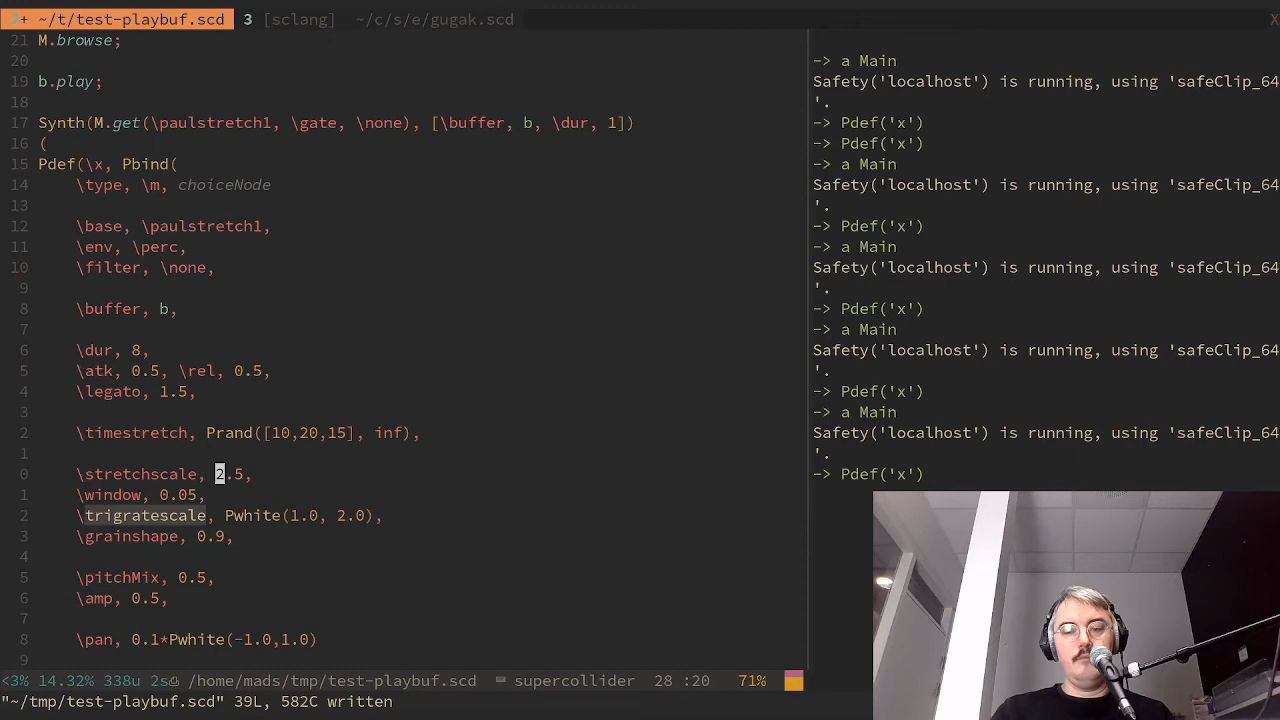 2+ ~/t/test-playbuf.scd 3 [sclang] ~/c/s/e/gugak.scd X
21 M.browse;
20
19 b.play;
18
17 Synth(M.get(\paulstretch1, \gate, \none), [\buffer, b, \dur, 1])
16 (
15 Pdef(\x, Pbind(
14 \type, \m, choiceNode
13
12 \base, \paulstretch1,
11 \env, \perc,
10 \filter, \none,
9
8 \buffer, b,
7
6 \dur, 8,
5 \atk, 0.5, \rel, 0.5,
4 \legato, 1.5,
3
2 \timestretch, Prand([10,20,15], inf),
1
0 \stretchscale, 2.5,
1 \window, 0.05,
2 \trigratescale, Pwhite(1.0, 2.0),
3 \grainshape, 0.9,
4
5 \pitchMix, 0.5,
6 \amp, 0.5,
7
8 \pan, 0.1*Pwhite(-1.0,1.0)
9
<3% 14.32% 338u 2s /home/mads/tmp/test-playbuf.scd supercollider 28 :20 71%
"~/tmp/test-playbuf.scd" 39L, 582C written
-> a Main
Safety('localhost') is running, using 'safeClip_64
'.
-> Pdef('x')
-> Pdef('x')
-> a Main
Safety('localhost') is running, using 'safeClip_64
'.
-> Pdef('x')
-> a Main
Safety('localhost') is running, using 'safeClip_64
'.
-> Pdef('x')
-> a Main
Safety('localhost') is running, using 'safeClip_64
'.
-> Pdef('x')
-> a Main
Safety('localhost') is running, using 'safeClip_64
'.
-> Pdef('x')